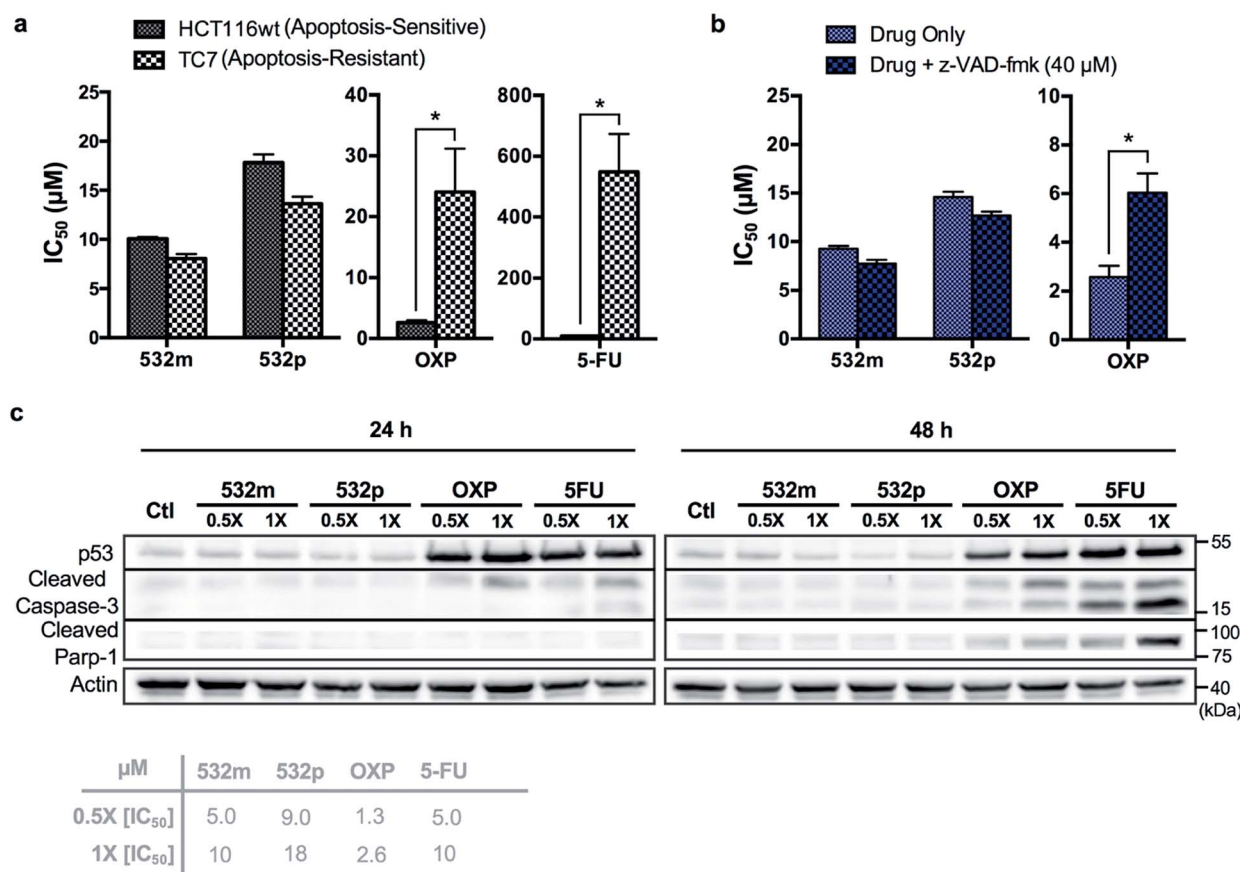 a
HCT116wt (Apoptosis-Sensitive)
TC7 (Apoptosis-Resistant)
IC50 (µM)
25
20
15
10
5
0
532m 532p
40
30
20
10
0
*
OXP
800
600
400
200
0
*
5-FU
b
Drug Only
Drug + z-VAD-fmk (40 µM)
IC50 (µM)
25
20
15
10
5
0
532m 532p
10
8
6
4
2
0
*
OXP
c
24 h 48 h
Ctl 532m 532p OXP 5FU Ctl 532m 532p OXP 5FU
0.5X 1X 0.5X 1X 0.5X 1X 0.5X 1X 0.5X 1X 0.5X 1X 0.5X 1X 0.5X 1X
p53 55
Cleaved
Caspase-3 15
Cleaved 100
Parp-1 75
Actin 40
(kDa)
µM 532m 532p OXP 5-FU
0.5X [IC50] 5.0 9.0 1.3 5.0
1X [IC50] 10 18 2.6 10